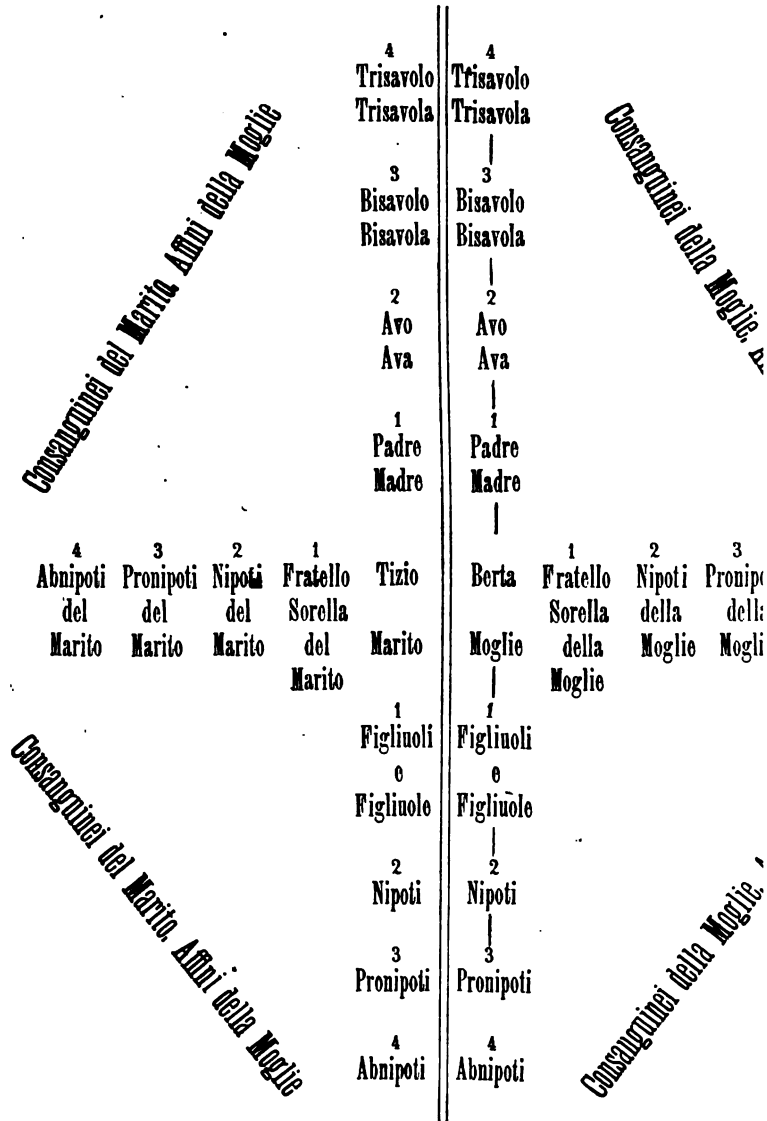 4 4
Trisavolo Trisavolo
Trisavola Trisavola
3 3
Bisavolo Bisavolo
Bisavola Bisavola
2 2
Avo Avo
Ava Ava
1 1
Padre Padre
Madre Madre
Consanguinei del Marito, Affini della Moglie
Consanguinei della Moglie,
4 3 2 1 1 2 3
Abnipoti Pronipoti Nipoti Fratello Tizio Berta Fratello Nipoti Pronipo
del del del Sorella Sorella della della
Marito Marito Marito del Marito Moglie della Moglie Mogli
Marito Moglie
1 1
Figliuoli Figliuoli
e e
Figliuole Figliuole
2 2
Nipoti Nipoti
3 3
Pronipoti Pronipoti
4 4
Abnipoti Abnipoti
Consanguinei del Marito, Affini della Moglie
Consanguinei della Moglie,